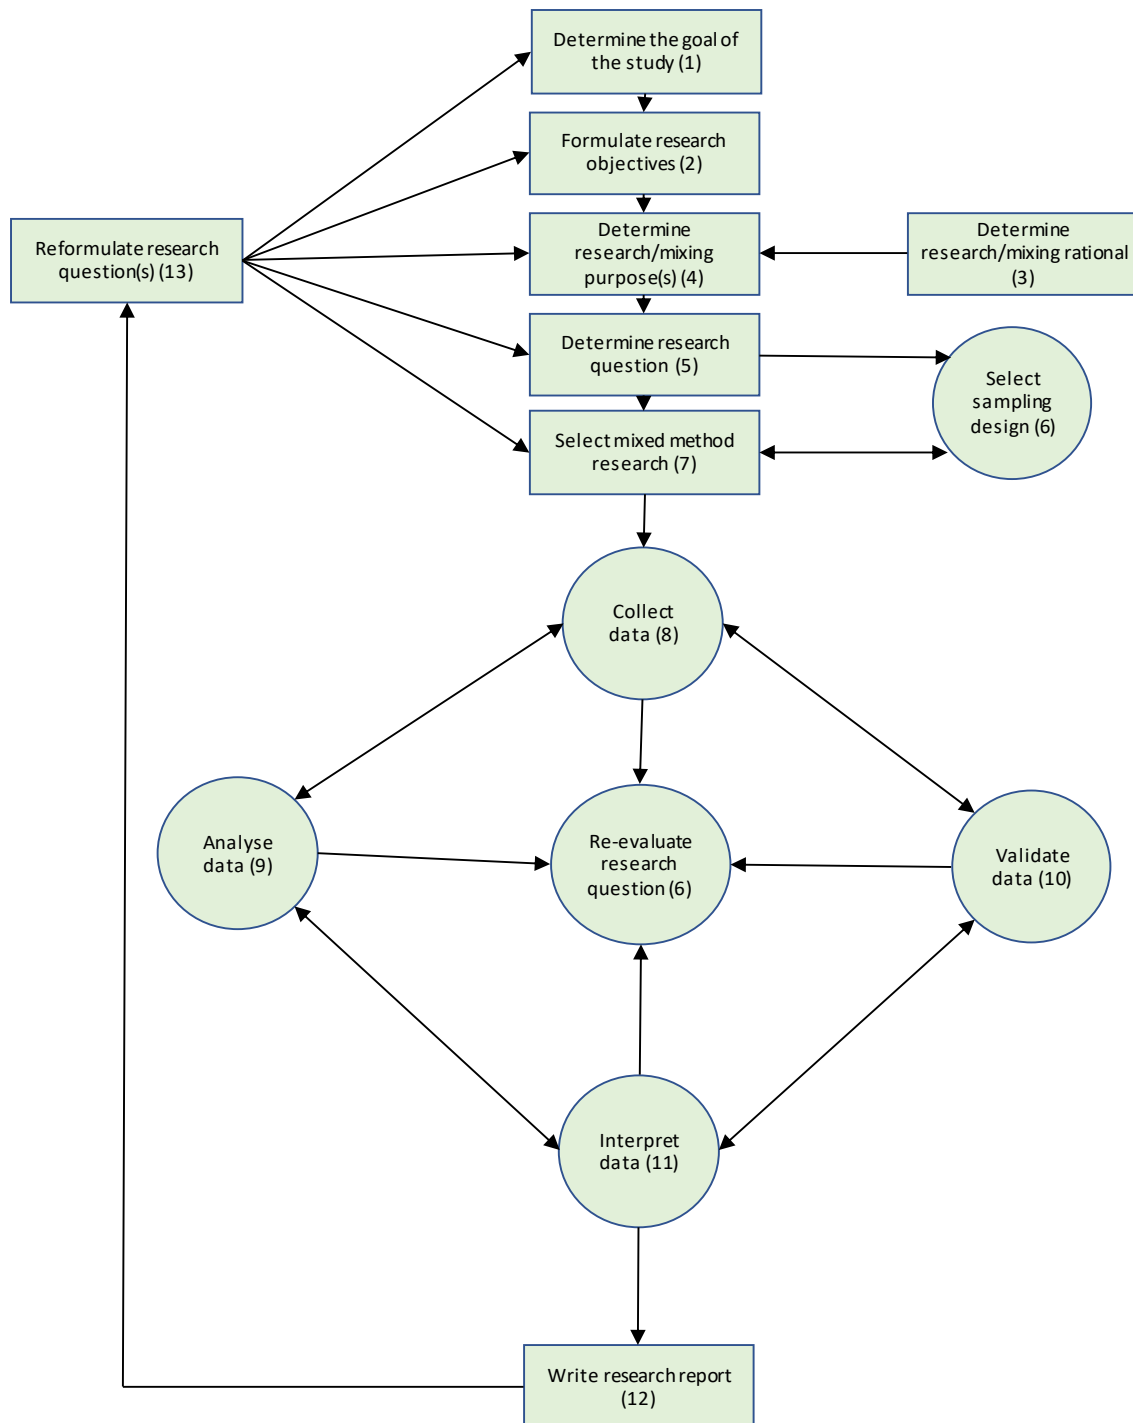 Determine the goal of
the study (1)
Formulate research
objectives (2)
Reformulate research
question(s) (13)
Determine
research/mixing
purpose(s) (4)
Determine
research/mixing rational
(3)
Determine research
question (5)
Select
sampling
design (6)
Select mixed method
research (7)
Collect
data (8)
Analyse
data (9)
Re-evaluate
research
question (6)
Validate
data (10)
Interpret
data (11)
Write research report
(12)